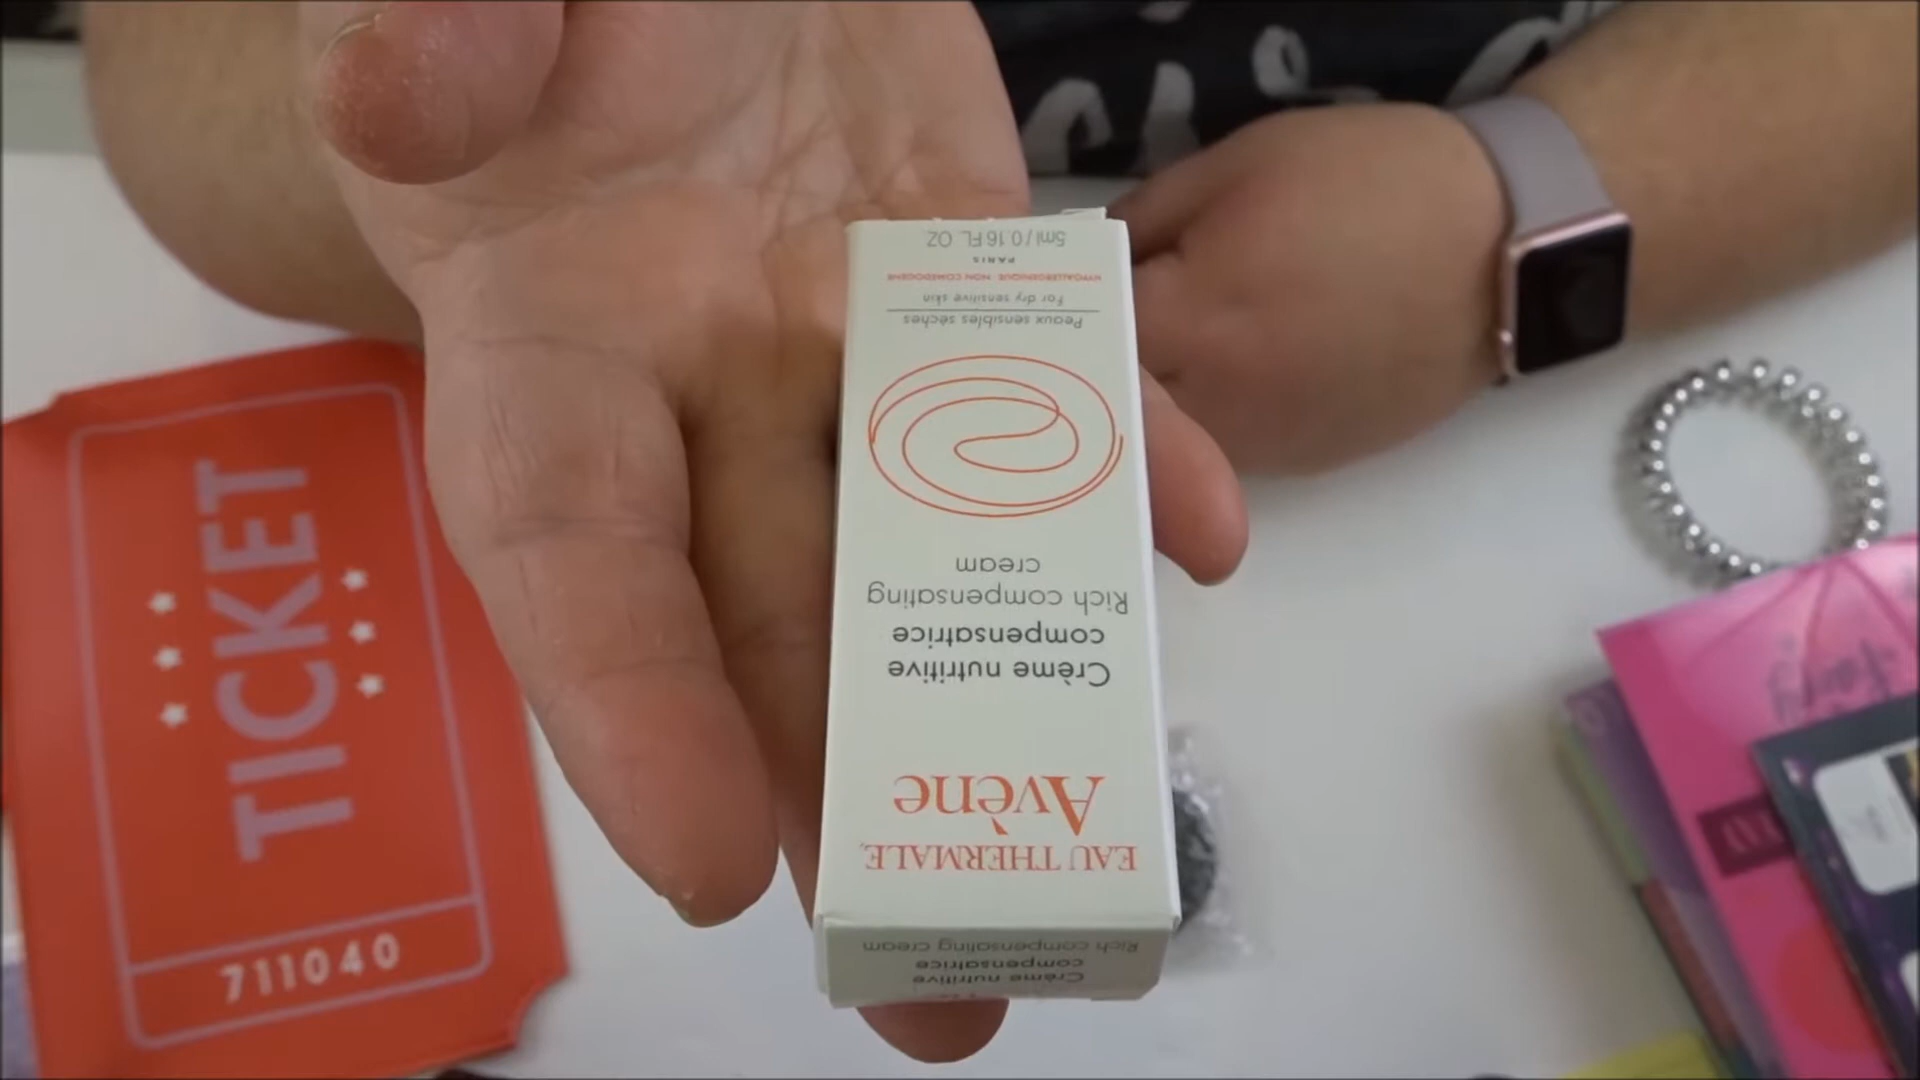 EAU THERMALE
Avène
Crème nutritive
compensatrice
Rich compensating
cream
Peaux sensibles sèches
For dry sensitive skin
HYPOALLERGENIQUE NON COMEDOGENE
PARIS
5ml / 0.16 FL. OZ.
Crème nutritive
compensatrice
Rich compensating cream
TICKET
711040